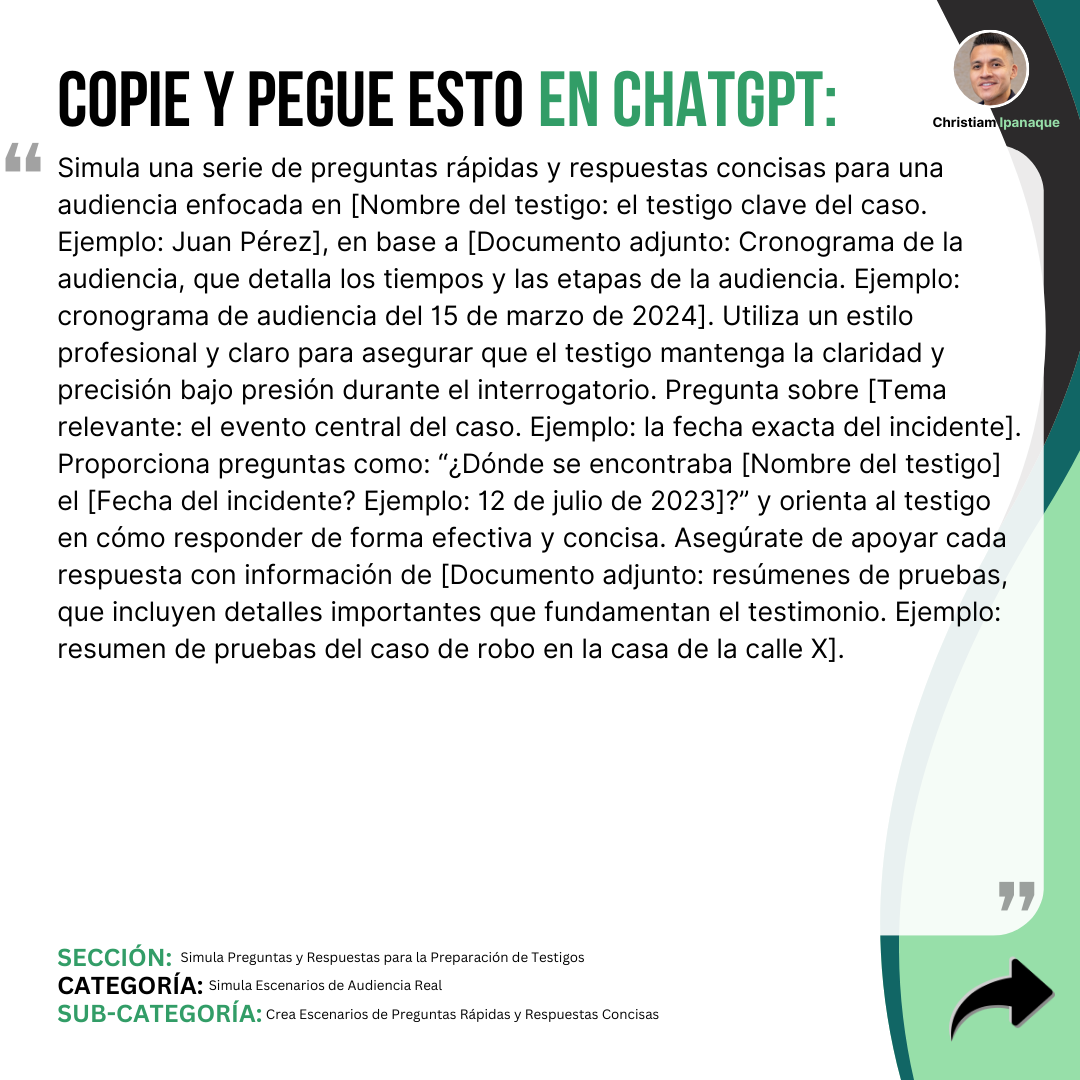 COPIE Y PEGUE ESTO EN CHATGPT:
Christiam Ipanaque
“
Simula una serie de preguntas rápidas y respuestas concisas para una
audiencia enfocada en [Nombre del testigo: el testigo clave del caso.
Ejemplo: Juan Pérez], en base a [Documento adjunto: Cronograma de la
audiencia, que detalla los tiempos y las etapas de la audiencia. Ejemplo:
cronograma de audiencia del 15 de marzo de 2024]. Utiliza un estilo
profesional y claro para asegurar que el testigo mantenga la claridad y
precisión bajo presión durante el interrogatorio. Pregunta sobre [Tema
relevante: el evento central del caso. Ejemplo: la fecha exacta del incidente].
Proporciona preguntas como: “¿Dónde se encontraba [Nombre del testigo]
el [Fecha del incidente? Ejemplo: 12 de julio de 2023]?” y orienta al testigo
en cómo responder de forma efectiva y concisa. Asegúrate de apoyar cada
respuesta con información de [Documento adjunto: resúmenes de pruebas,
que incluyen detalles importantes que fundamentan el testimonio. Ejemplo:
resumen de pruebas del caso de robo en la casa de la calle X].
”
SECCIÓN: Simula Preguntas y Respuestas para la Preparación de Testigos
CATEGORÍA: Simula Escenarios de Audiencia Real
SUB-CATEGORÍA: Crea Escenarios de Preguntas Rápidas y Respuestas Concisas